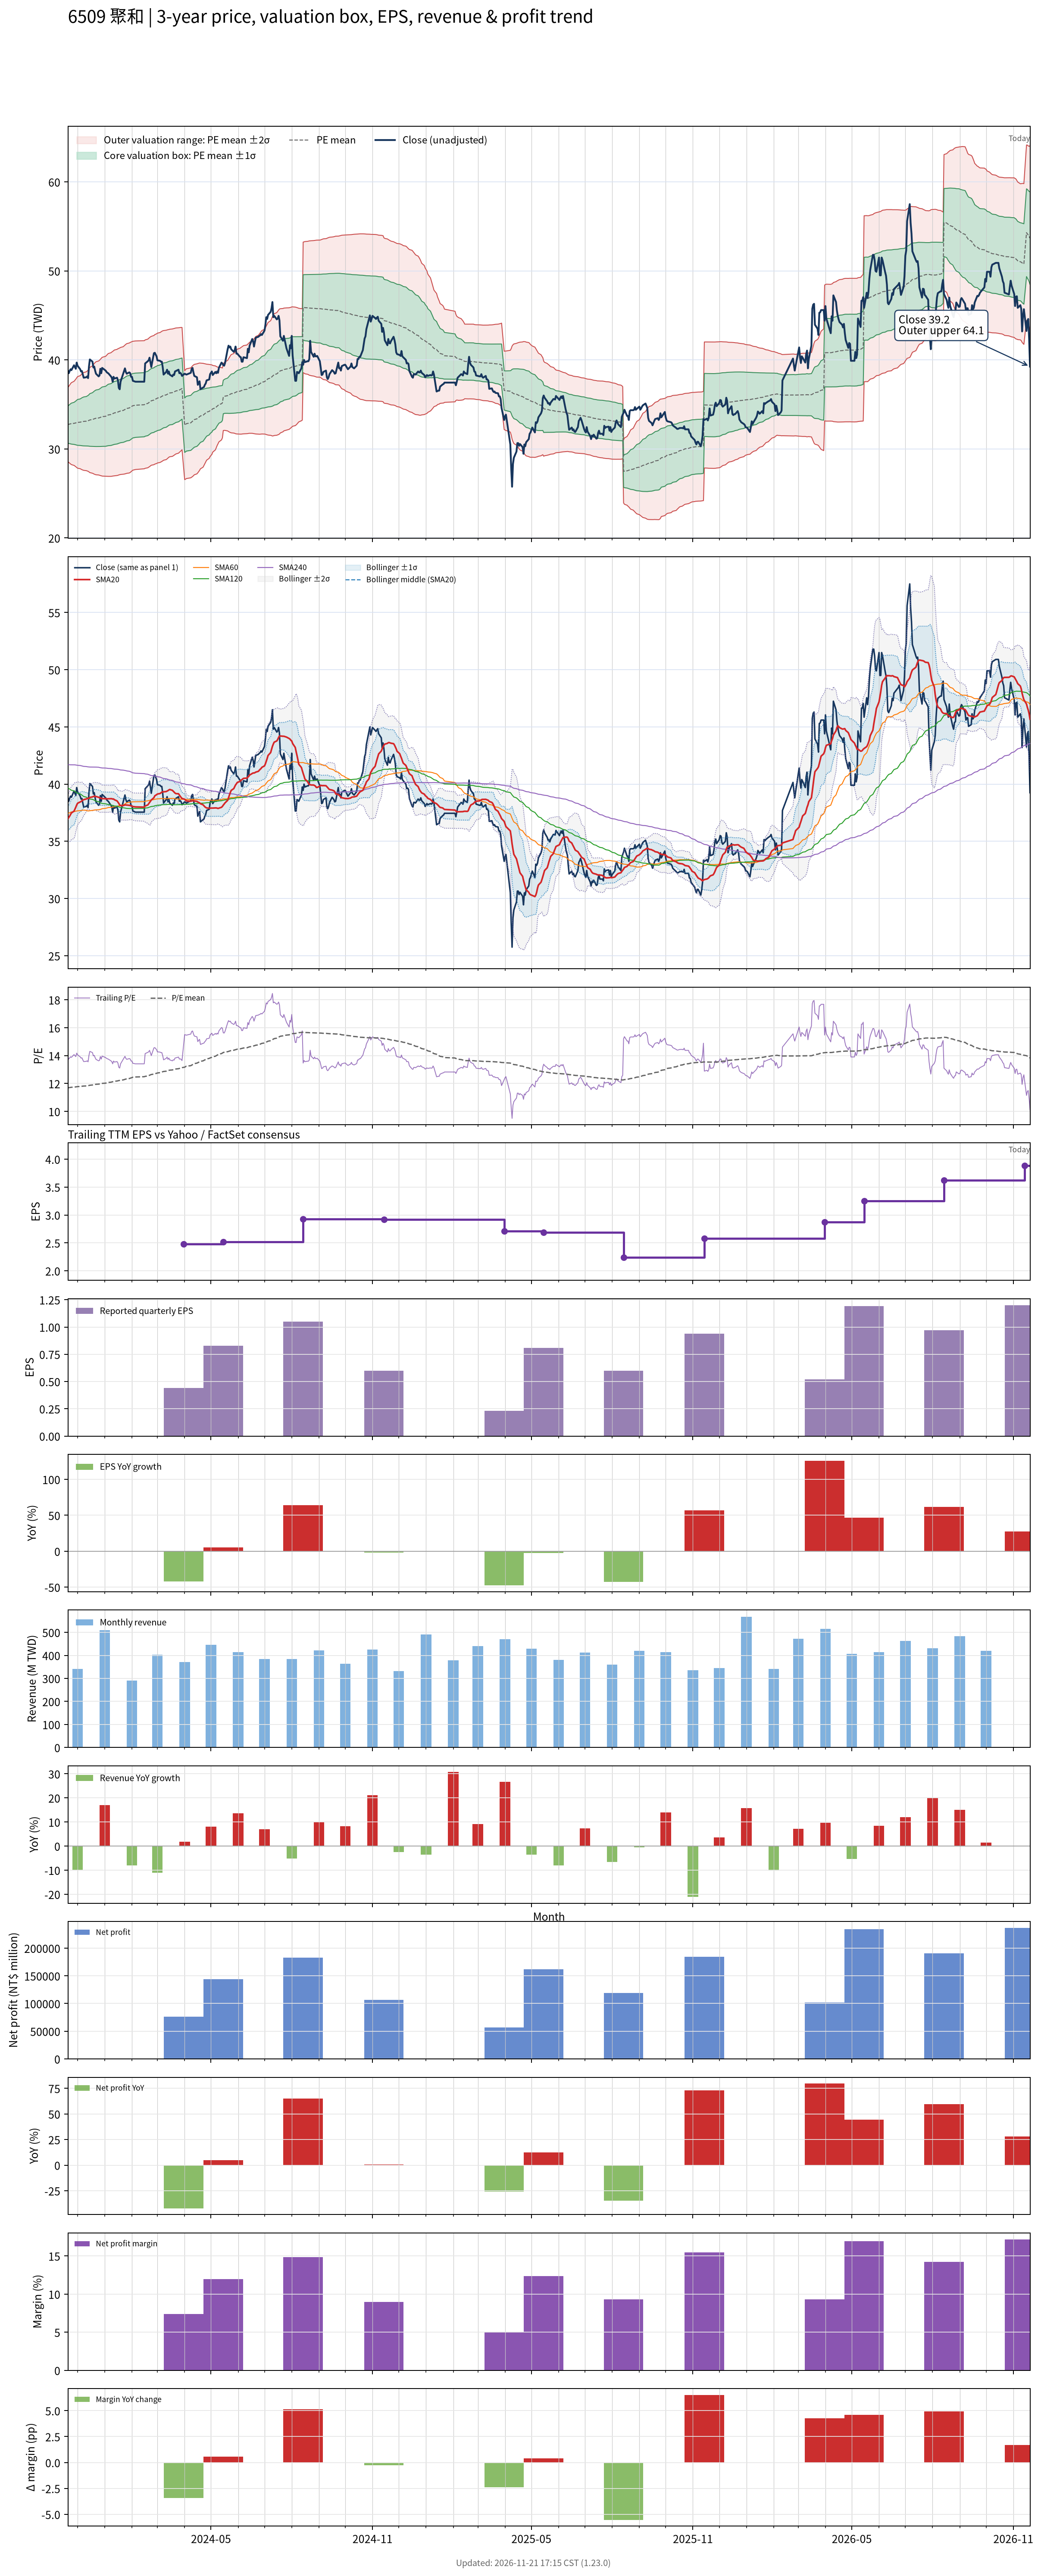 6509 聚和 | 3-year price, valuation box, EPS, revenue & profit trend
Outer valuation range: PE mean ±2σ
Core valuation box: PE mean ±1σ
PE mean
Close (unadjusted)
Today
Price (TWD)
60
50
40
30
20
Close 39.2
Outer upper 64.1
Close (same as panel 1)
SMA20
SMA60
SMA120
SMA240
Bollinger ±2σ
Bollinger ±1σ
Bollinger middle (SMA20)
Price
55
50
45
40
35
30
25
Trailing P/E
P/E mean
P/E
18
16
14
12
10
Trailing TTM EPS vs Yahoo / FactSet consensus
Today
EPS
4.0
3.5
3.0
2.5
2.0
Reported quarterly EPS
EPS
1.25
1.00
0.75
0.50
0.25
0.00
EPS YoY growth
YoY (%)
100
50
0
-50
Monthly revenue
Revenue (M TWD)
500
400
300
200
100
0
Revenue YoY growth
YoY (%)
30
20
10
0
-10
-20
Month
Net profit
Net profit (NT$ million)
200000
150000
100000
50000
0
Net profit YoY
YoY (%)
75
50
25
0
-25
Net profit margin
Margin (%)
15
10
5
0
Margin YoY change
Δ margin (pp)
5.0
2.5
0.0
-2.5
-5.0
2024-05
2024-11
2025-05
2025-11
2026-05
2026-11
Updated: 2026-11-21 17:15 CST (1.23.0)